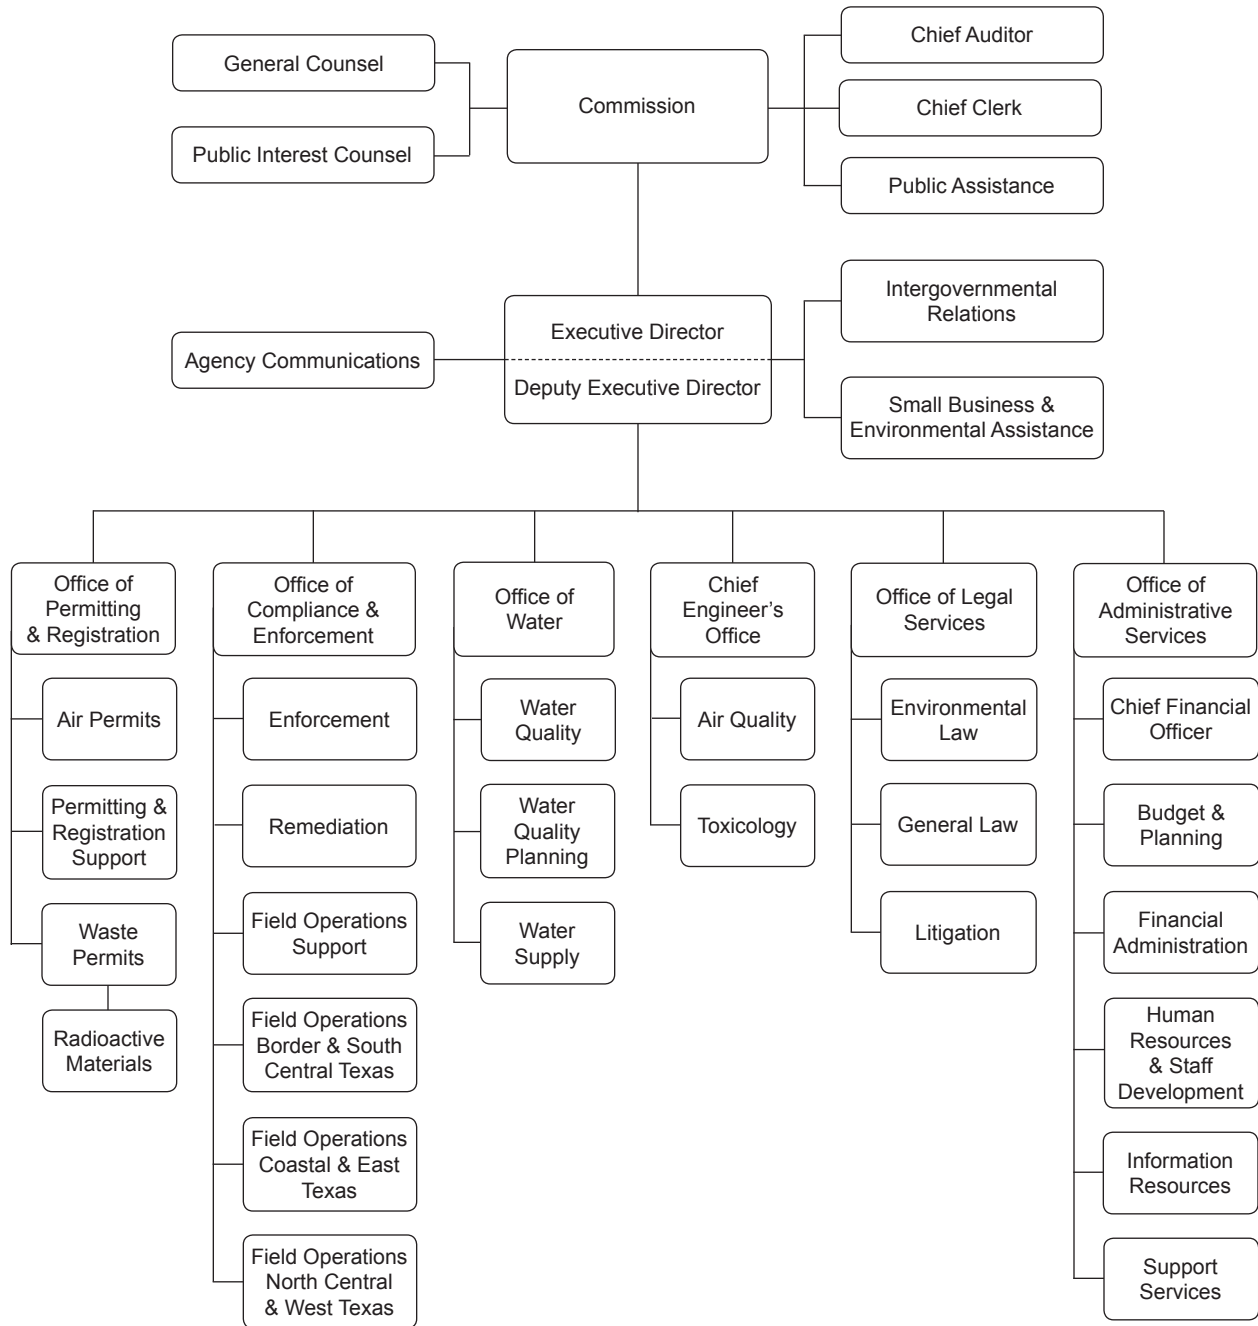 General Counsel
Public Interest Counsel
Commission
Chief Auditor
Chief Clerk
Public Assistance
Agency Communications
Executive Director
Deputy Executive Director
Intergovernmental
Relations
Small Business &
Environmental Assistance
Office of
Permitting
& Registration
Air Permits
Permitting &
Registration
Support
Waste
Permits
Radioactive
Materials
Office of
Compliance &
Enforcement
Enforcement
Remediation
Field Operations
Support
Field Operations
Border & South
Central Texas
Field Operations
Coastal & East
Texas
Field Operations
North Central
& West Texas
Office of
Water
Water
Quality
Water
Quality
Planning
Water
Supply
Chief
Engineer’s
Office
Air Quality
Toxicology
Office of Legal
Services
Environmental
Law
General Law
Litigation
Office of
Administrative
Services
Chief Financial
Officer
Budget &
Planning
Financial
Administration
Human
Resources
& Staff
Development
Information
Resources
Support
Services